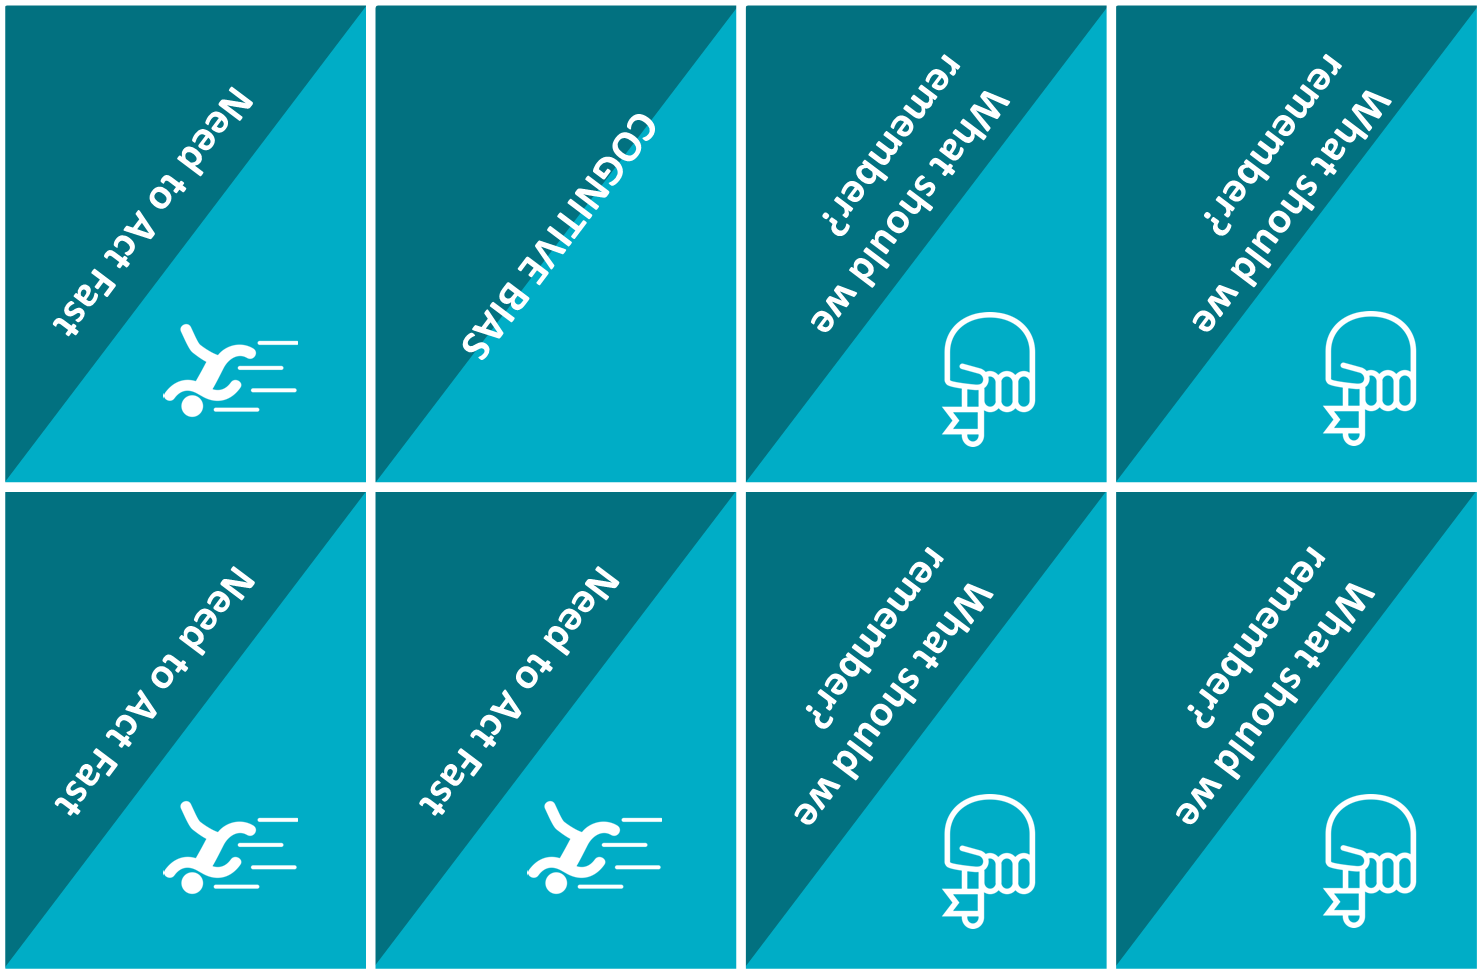 Need to Act Fast
COGNITIVE BIAS
What should we
remember?
What should we
remember?
Need to Act Fast
Need to Act Fast
What should we
remember?
What should we
remember?